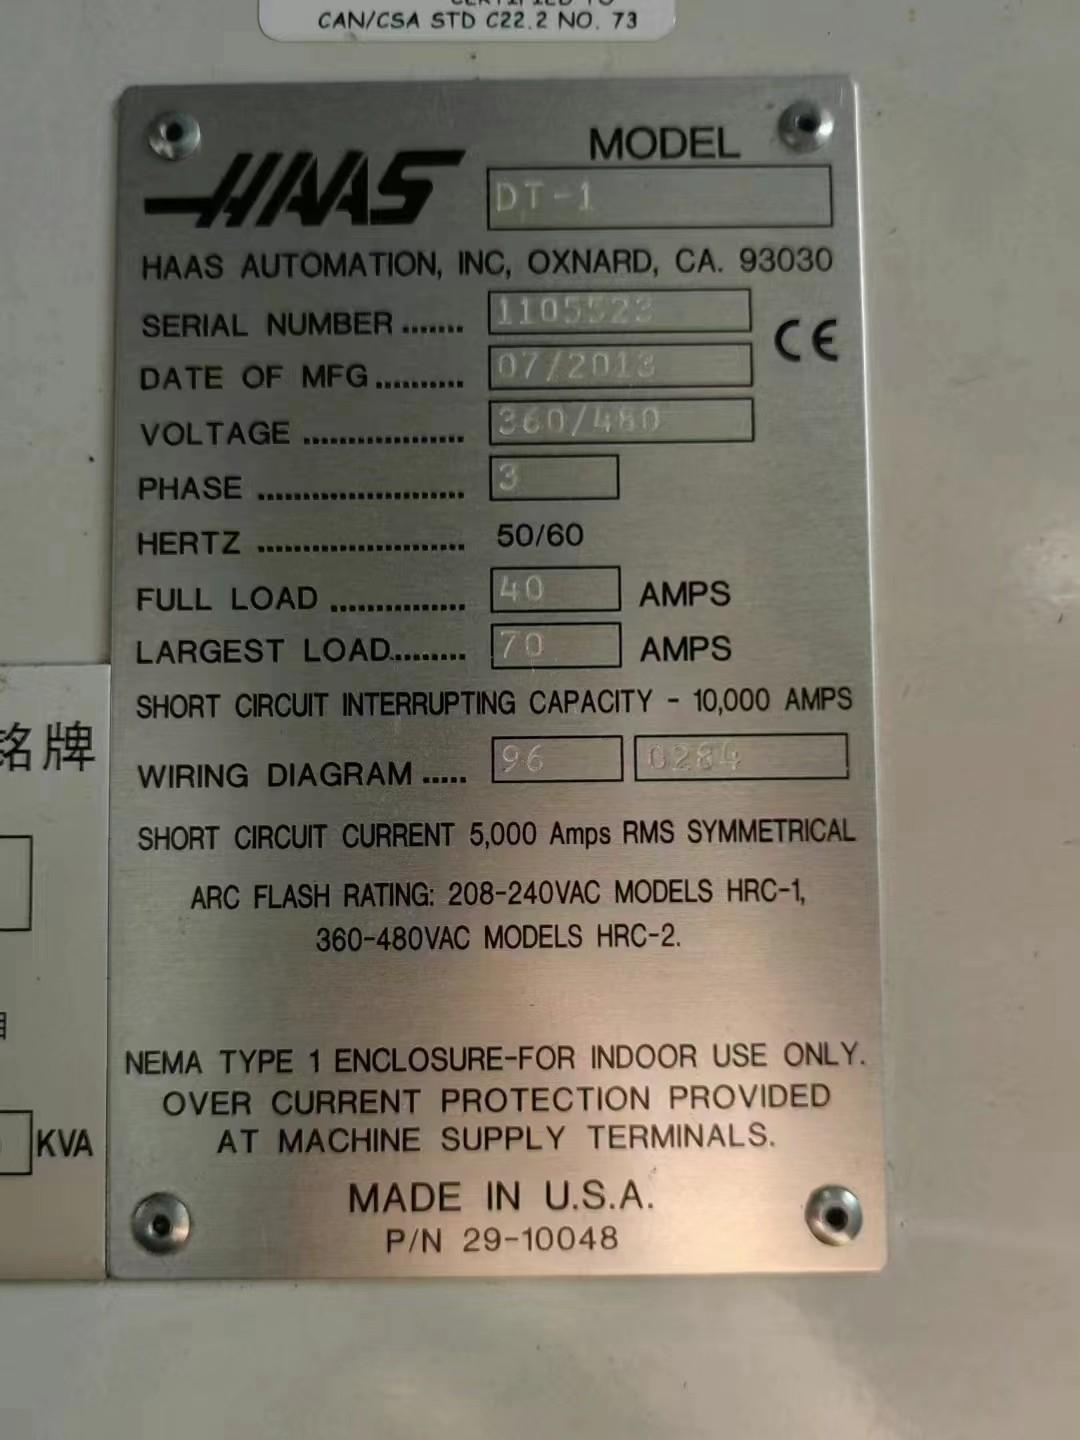 CAN/CSA STD C22.2 NO. 73
HAAS
MODEL
DT-1
HAAS AUTOMATION, INC, OXNARD, CA. 93030
SERIAL NUMBER ....... 1105523
CE
DATE OF MFG.......... 07/2013
VOLTAGE .................. 360/480
PHASE ....................... 3
HERTZ ....................... 50/60
FULL LOAD ............... 40 AMPS
LARGEST LOAD......... 70 AMPS
SHORT CIRCUIT INTERRUPTING CAPACITY - 10,000 AMPS
WIRING DIAGRAM ..... 96 0284
SHORT CIRCUIT CURRENT 5,000 Amps RMS SYMMETRICAL
ARC FLASH RATING: 208-240VAC MODELS HRC-1,
360-480VAC MODELS HRC-2.
NEMA TYPE 1 ENCLOSURE-FOR INDOOR USE ONLY.
OVER CURRENT PROTECTION PROVIDED
AT MACHINE SUPPLY TERMINALS.
MADE IN U.S.A.
P/N 29-10048
铭牌
KVA